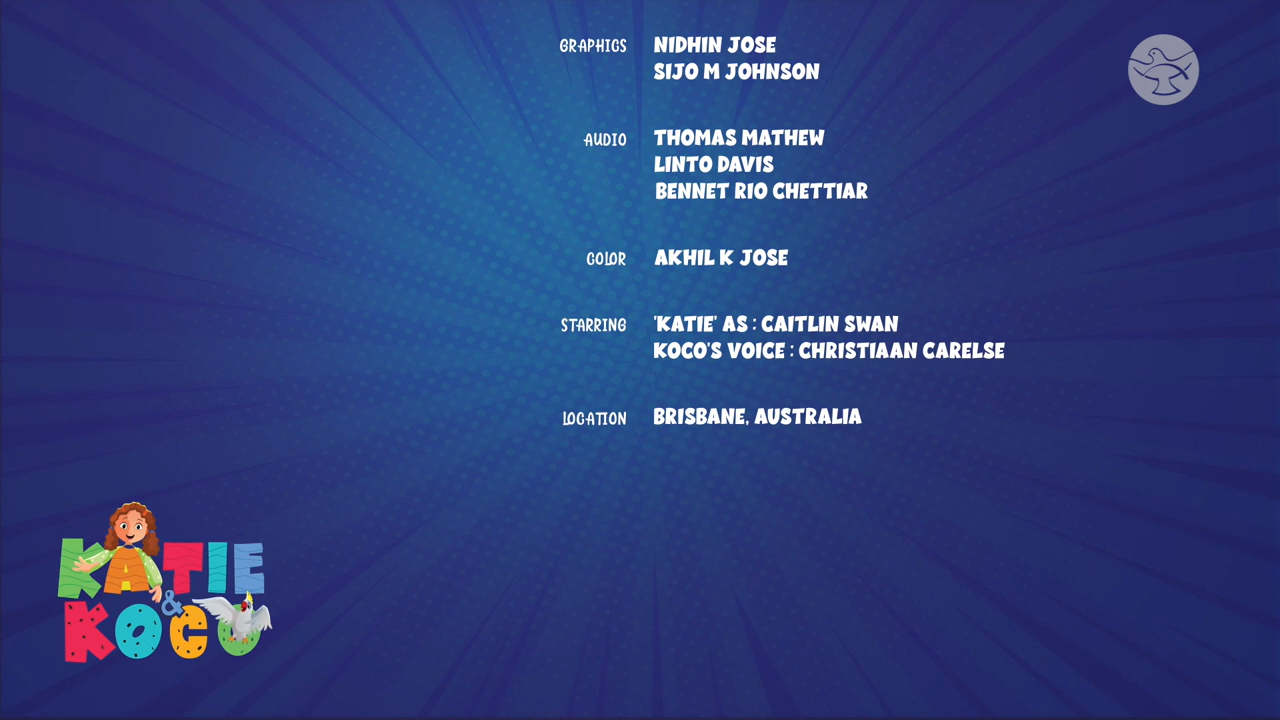 GRAPHICS NIDHIN JOSE
SIJO M JOHNSON
AUDIO THOMAS MATHEW
LINTO DAVIS
BENNET RIO CHETTIAR
COLOR AKHIL K JOSE
STARRING 'KATIE' AS : CAITLIN SWAN
KOCO'S VOICE : CHRISTIAAN CARELSE
LOCATION BRISBANE, AUSTRALIA
KATIE
&
KOCO